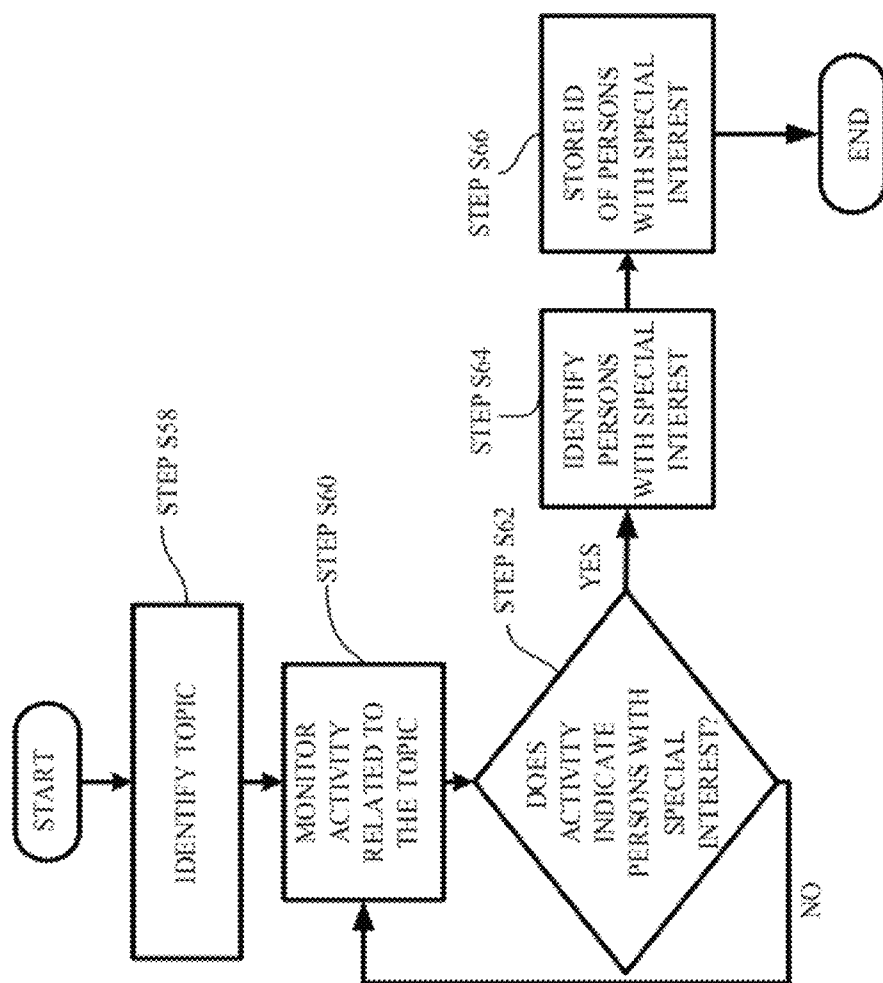 START
STEP S58
IDENTIFY TOPIC
STEP S60
MONITOR
ACTIVITY
RELATED TO
THE TOPIC
STEP S62
DOES
ACTIVITY
INDICATE
PERSONS WITH
SPECIAL
INTEREST?
NO
YES
STEP S64
IDENTIFY
PERSONS
WITH SPECIAL
INTEREST
STEP S66
STORE ID
OF PERSONS
WITH SPECIAL
INTEREST
END